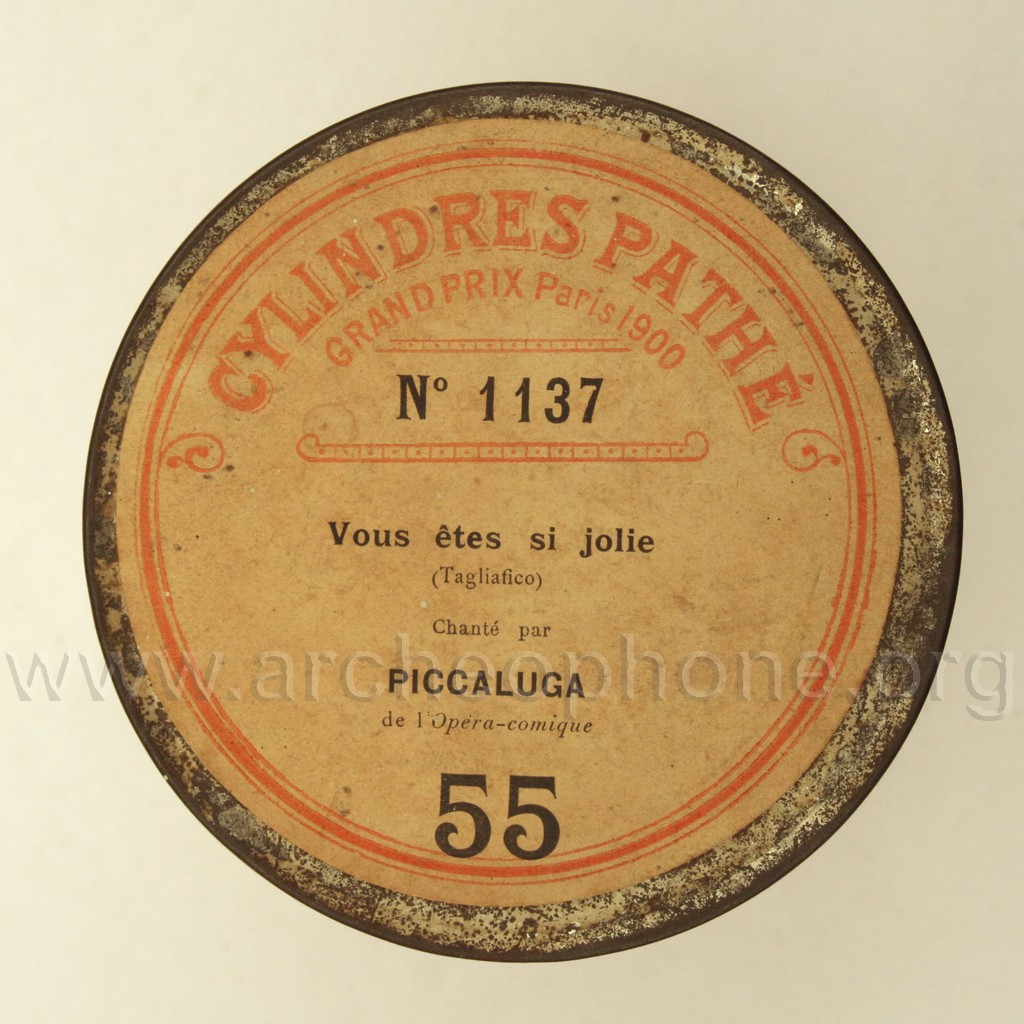 CYLINDRES PATHÉ
GRAND PRIX Paris 1900
Nº 1137
Vous êtes si jolie
(Tagliafico)
Chanté par
www.archeophone.org
PICCALUGA
de l'Opéra-comique
55